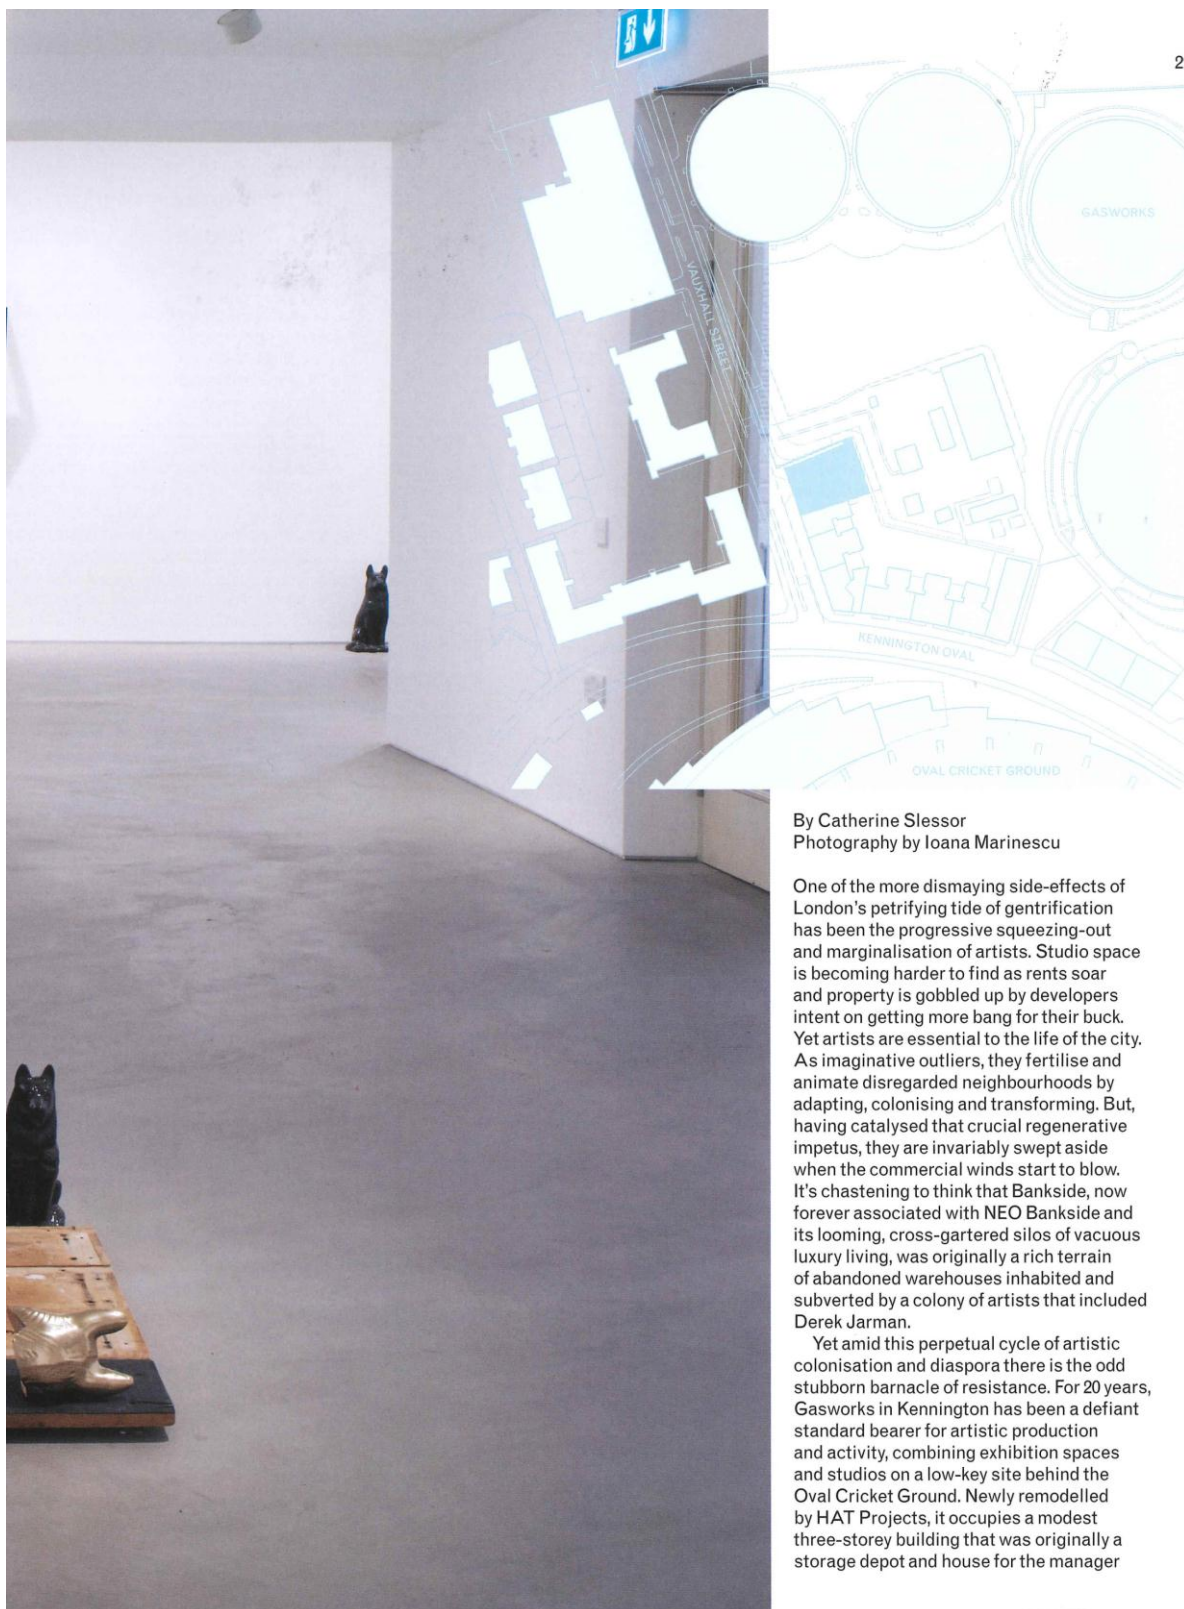 2
GASWORKS
VAUXHALL STREET
KENNINGTON OVAL
OVAL CRICKET GROUND
By Catherine Slessor
Photography by Ioana Marinescu
One of the more dismaying side-effects of
London's petrifying tide of gentrification
has been the progressive squeezing-out
and marginalisation of artists. Studio space
is becoming harder to find as rents soar
and property is gobbled up by developers
intent on getting more bang for their buck.
Yet artists are essential to the life of the city.
As imaginative outliers, they fertilise and
animate disregarded neighbourhoods by
adapting, colonising and transforming. But,
having catalysed that crucial regenerative
impetus, they are invariably swept aside
when the commercial winds start to blow.
It's chastening to think that Bankside, now
forever associated with NEO Bankside and
its looming, cross-gartered silos of vacuous
luxury living, was originally a rich terrain
of abandoned warehouses inhabited and
subverted by a colony of artists that included
Derek Jarman.
Yet amid this perpetual cycle of artistic
colonisation and diaspora there is the odd
stubborn barnacle of resistance. For 20 years,
Gasworks in Kennington has been a defiant
standard bearer for artistic production
and activity, combining exhibition spaces
and studios on a low-key site behind the
Oval Cricket Ground. Newly remodelled
by HAT Projects, it occupies a modest
three-storey building that was originally a
storage depot and house for the manager